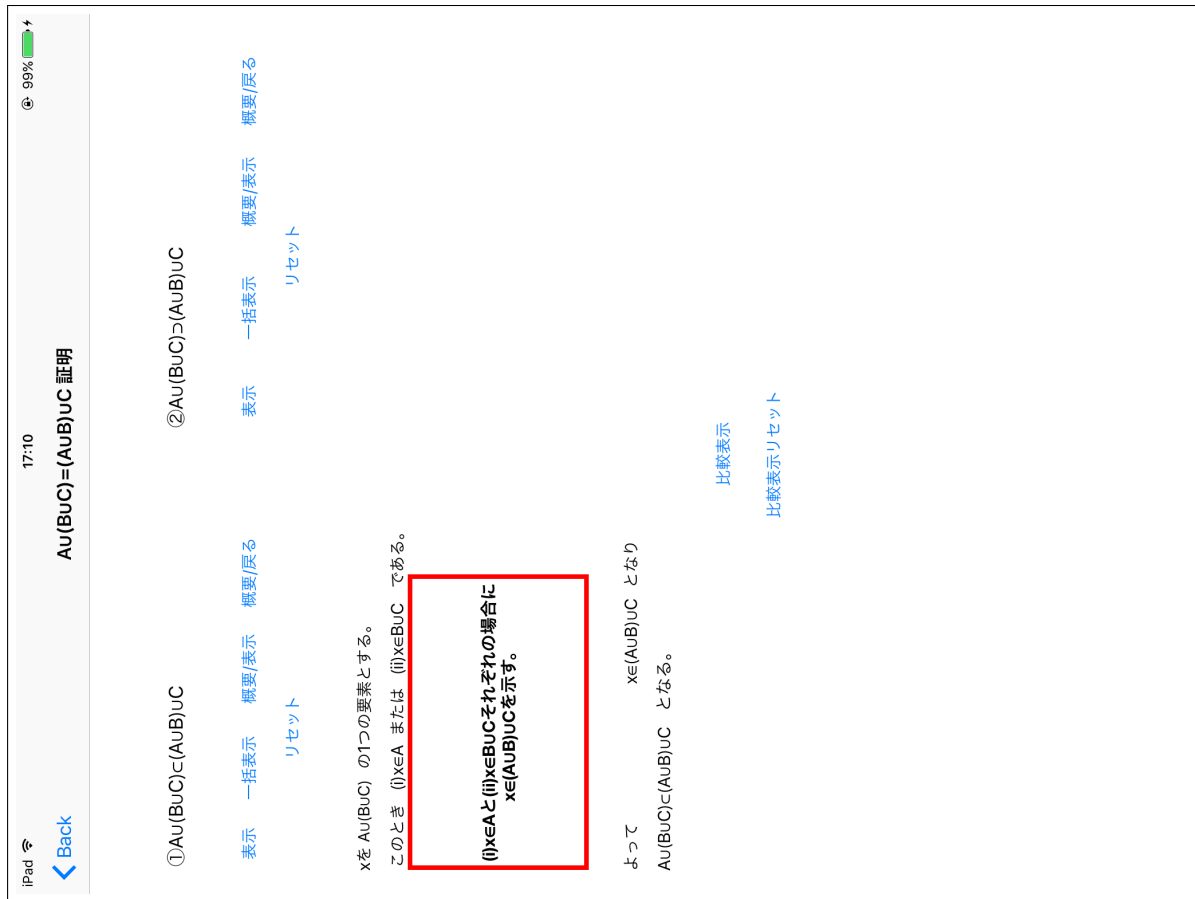 iPad 17:10 99%
Back A∪(B∪C)=(A∪B)∪C 証明
①A∪(B∪C)⊂(A∪B)∪C
表示 一括表示 概要/表示 概要/戻る
リセット
xを A∪(B∪C) の1つの要素とする。
このとき (i)x∈A または (ii)x∈B∪C である。
(i)x∈Aと(ii)x∈B∪Cそれぞれの場合に
x∈(A∪B)∪Cを示す。
よって x∈(A∪B)∪C となり
A∪(B∪C)⊂(A∪B)∪C となる。
②A∪(B∪C)⊃(A∪B)∪C
表示 一括表示 概要/表示 概要/戻る
リセット
比較表示
比較表示リセット